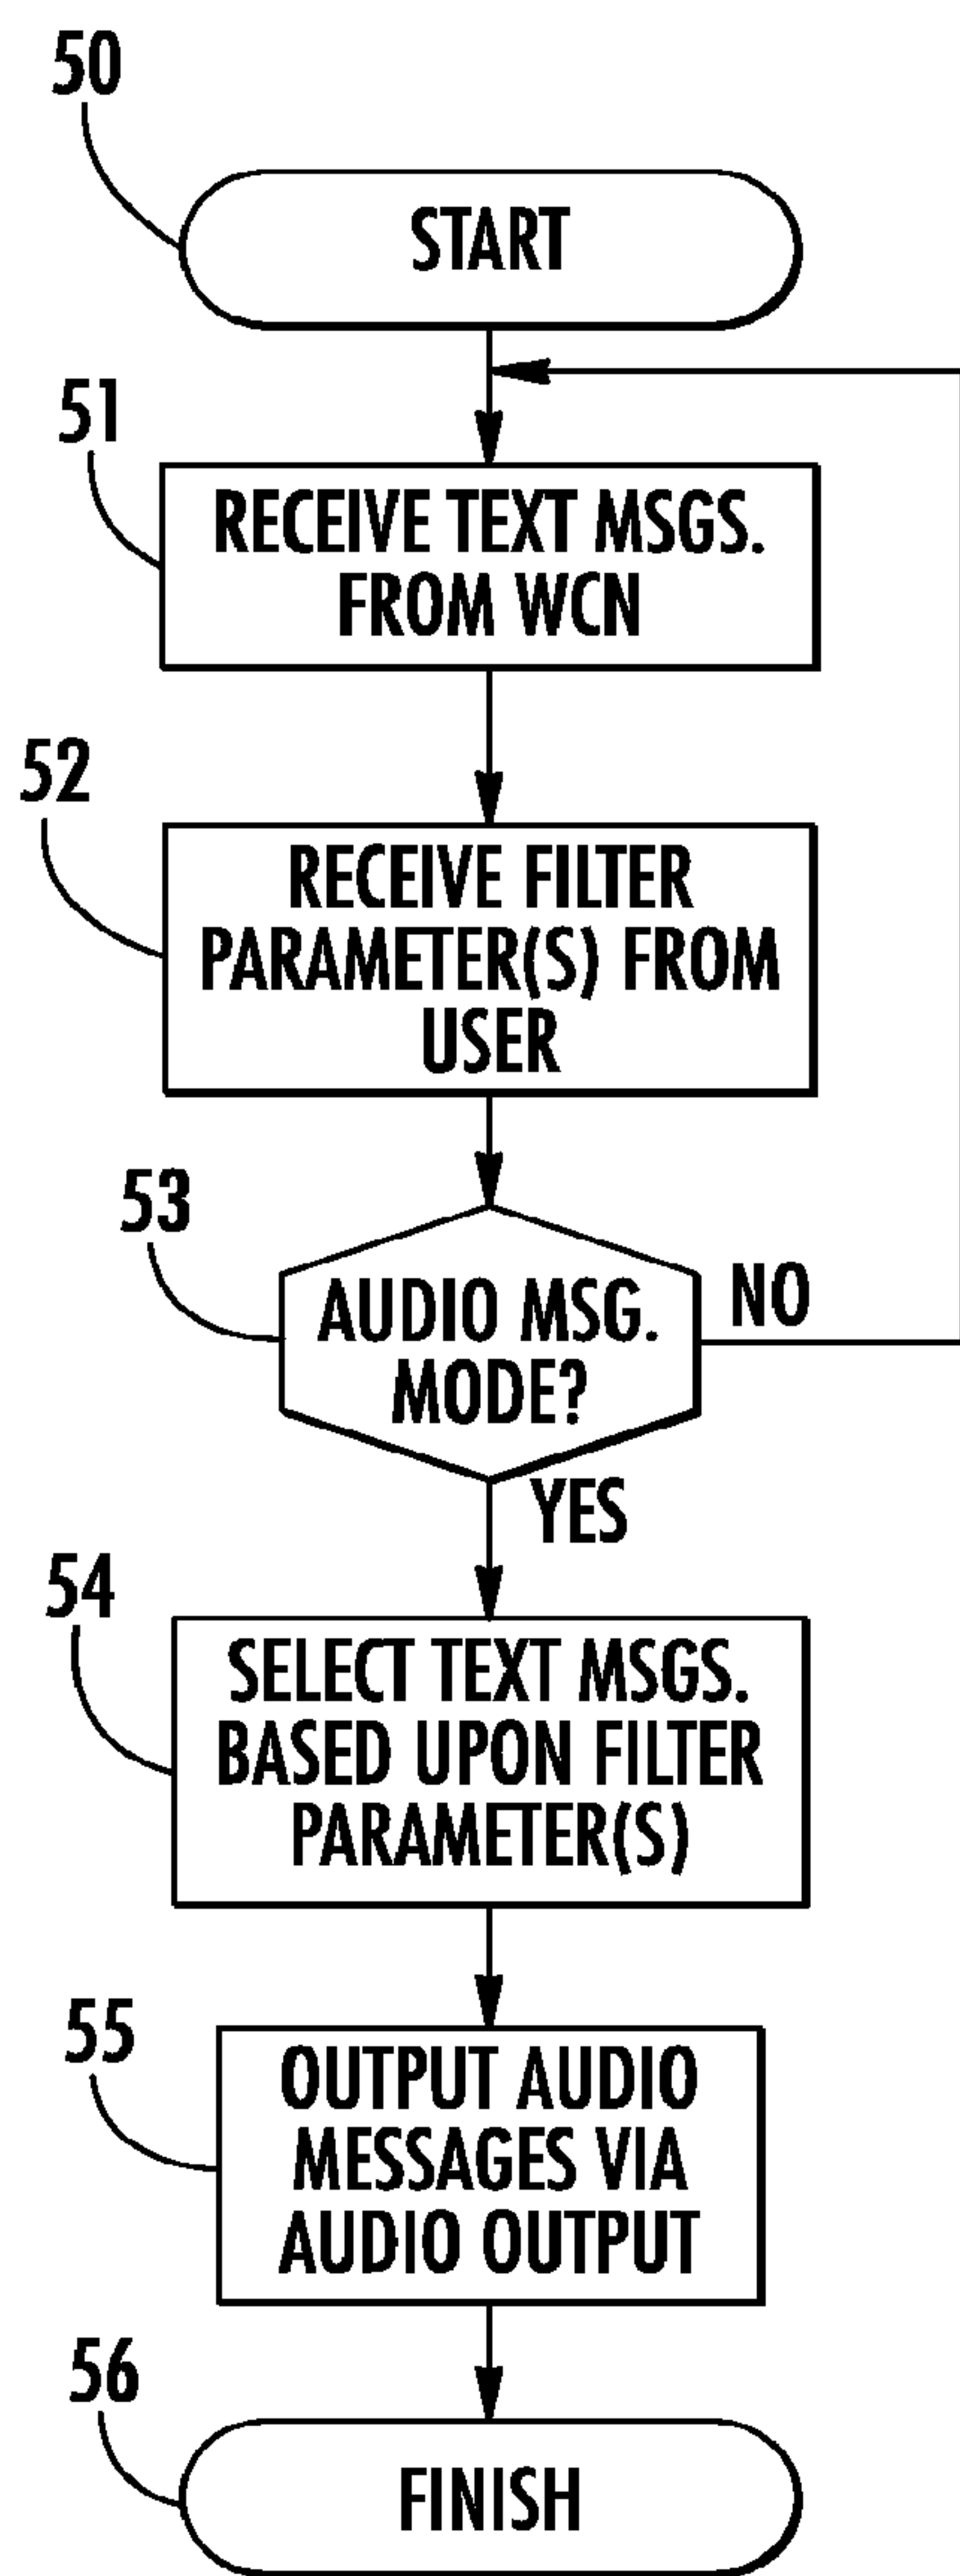 50
START
51
RECEIVE TEXT MSGS.
FROM WCN
52
RECEIVE FILTER
PARAMETER(S) FROM
USER
53
AUDIO MSG.
MODE?
NO
YES
54
SELECT TEXT MSGS.
BASED UPON FILTER
PARAMETER(S)
55
OUTPUT AUDIO
MESSAGES VIA
AUDIO OUTPUT
56
FINISH